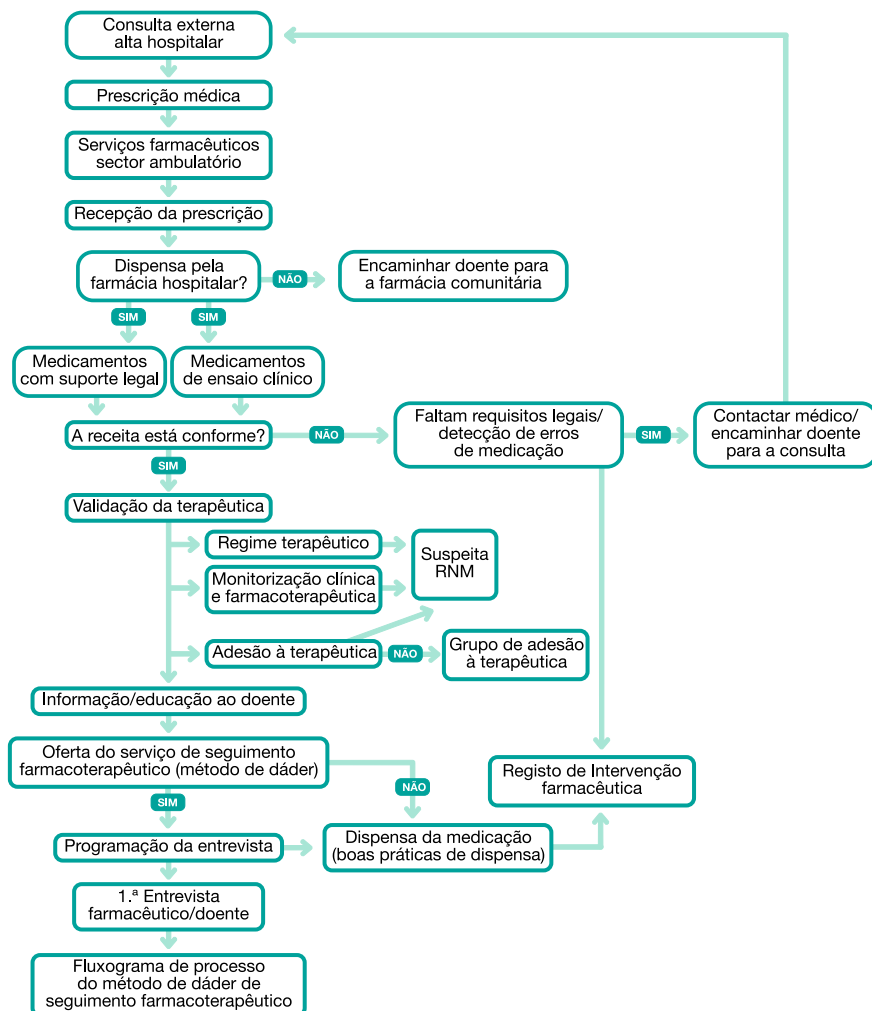 Consulta externa
alta hospitalar
Prescrição médica
Serviços farmacêuticos
sector ambulatório
Recepção da prescrição
Dispensa pela
farmácia hospitalar?
NÃO
Encaminhar doente para
a farmácia comunitária
SIM
SIM
Medicamentos
com suporte legal
Medicamentos
de ensaio clínico
A receita está conforme?
NÃO
Faltam requisitos legais/
detecção de erros
de medicação
SIM
Contactar médico/
encaminhar doente
para a consulta
SIM
Validação da terapêutica
Regime terapêutico
Suspeita
RNM
Monitorização clínica
e farmacoterapêutica
Adesão à terapêutica
NÃO
Grupo de adesão
à terapêutica
Informação/educação ao doente
Oferta do serviço de seguimento
farmacoterapêutico (método de dáder)
NÃO
Registo de Intervenção
farmacêutica
SIM
Programação da entrevista
Dispensa da medicação
(boas práticas de dispensa)
1.ª Entrevista
farmacêutico/doente
Fluxograma de processo
do método de dáder de
seguimento farmacoterapêutico